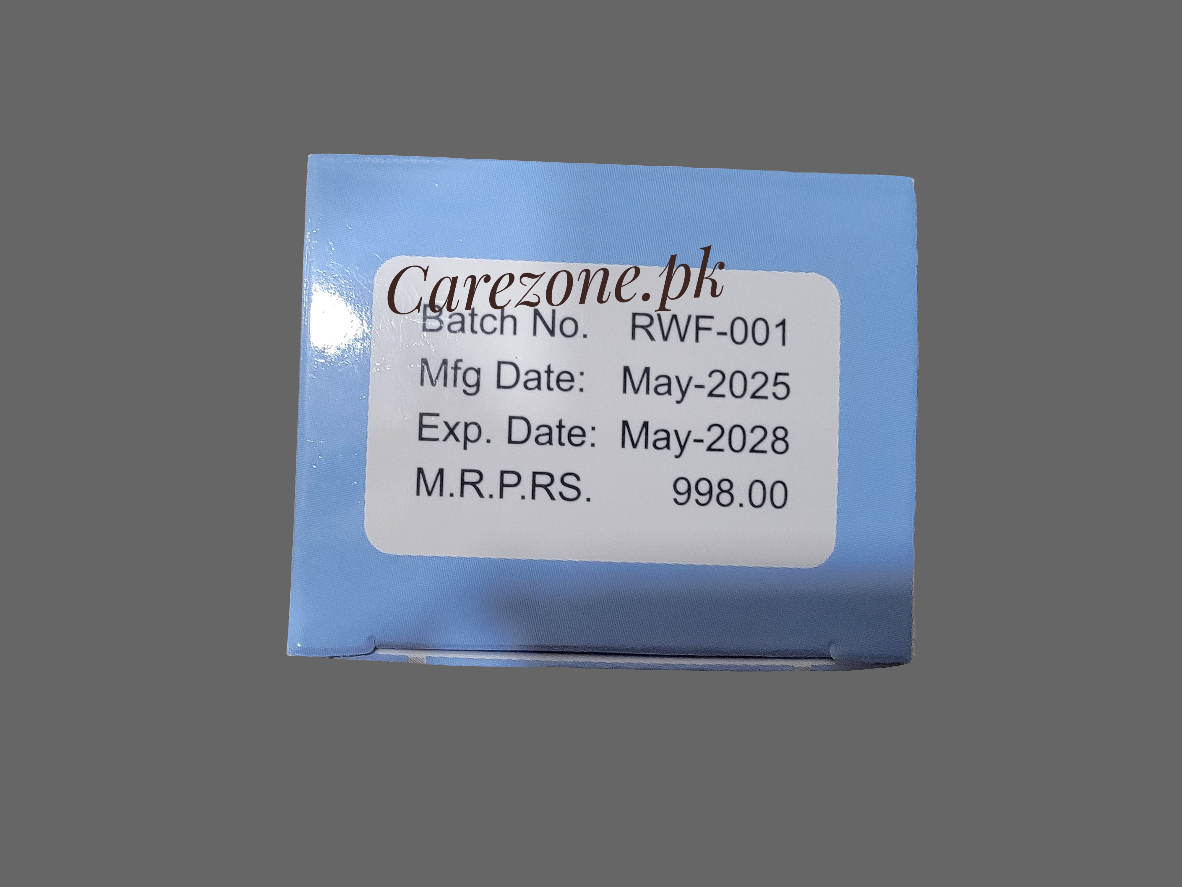 Carezone.pk
Batch No. RWF-001
Mfg Date: May-2025
Exp. Date: May-2028
M.R.P.RS. 998.00